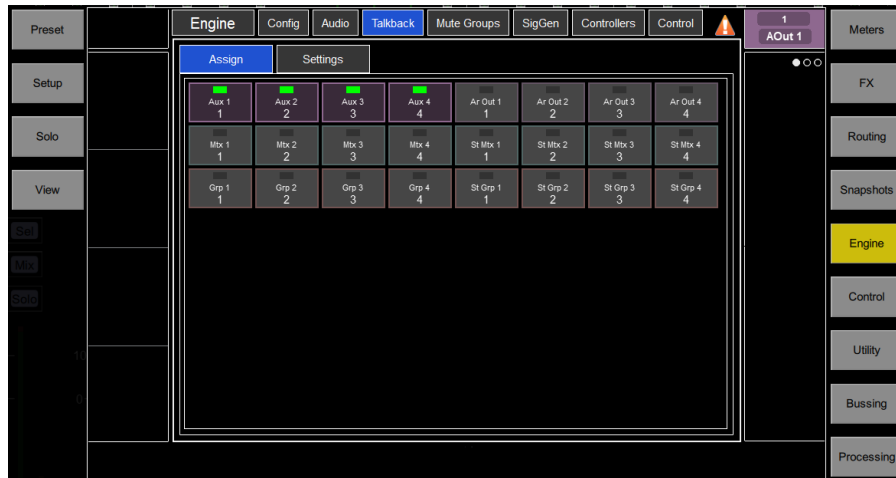 Preset
Engine
Config
Audio
Talkback
Mute Groups
SigGen
Controllers
Control
1
AOut 1
Meters
Assign
Settings
Setup
FX
Aux 1
1
Aux 2
2
Aux 3
3
Aux 4
4
Ar Out 1
1
Ar Out 2
2
Ar Out 3
3
Ar Out 4
4
Solo
Routing
Mtx 1
1
Mtx 2
2
Mtx 3
3
Mtx 4
4
St Mtx 1
1
St Mtx 2
2
St Mtx 3
3
St Mtx 4
4
View
Snapshots
Grp 1
1
Grp 2
2
Grp 3
3
Grp 4
4
St Grp 1
1
St Grp 2
2
St Grp 3
3
St Grp 4
4
Sel
Engine
Mix
Solo
Control
10
Utility
0
Bussing
Processing